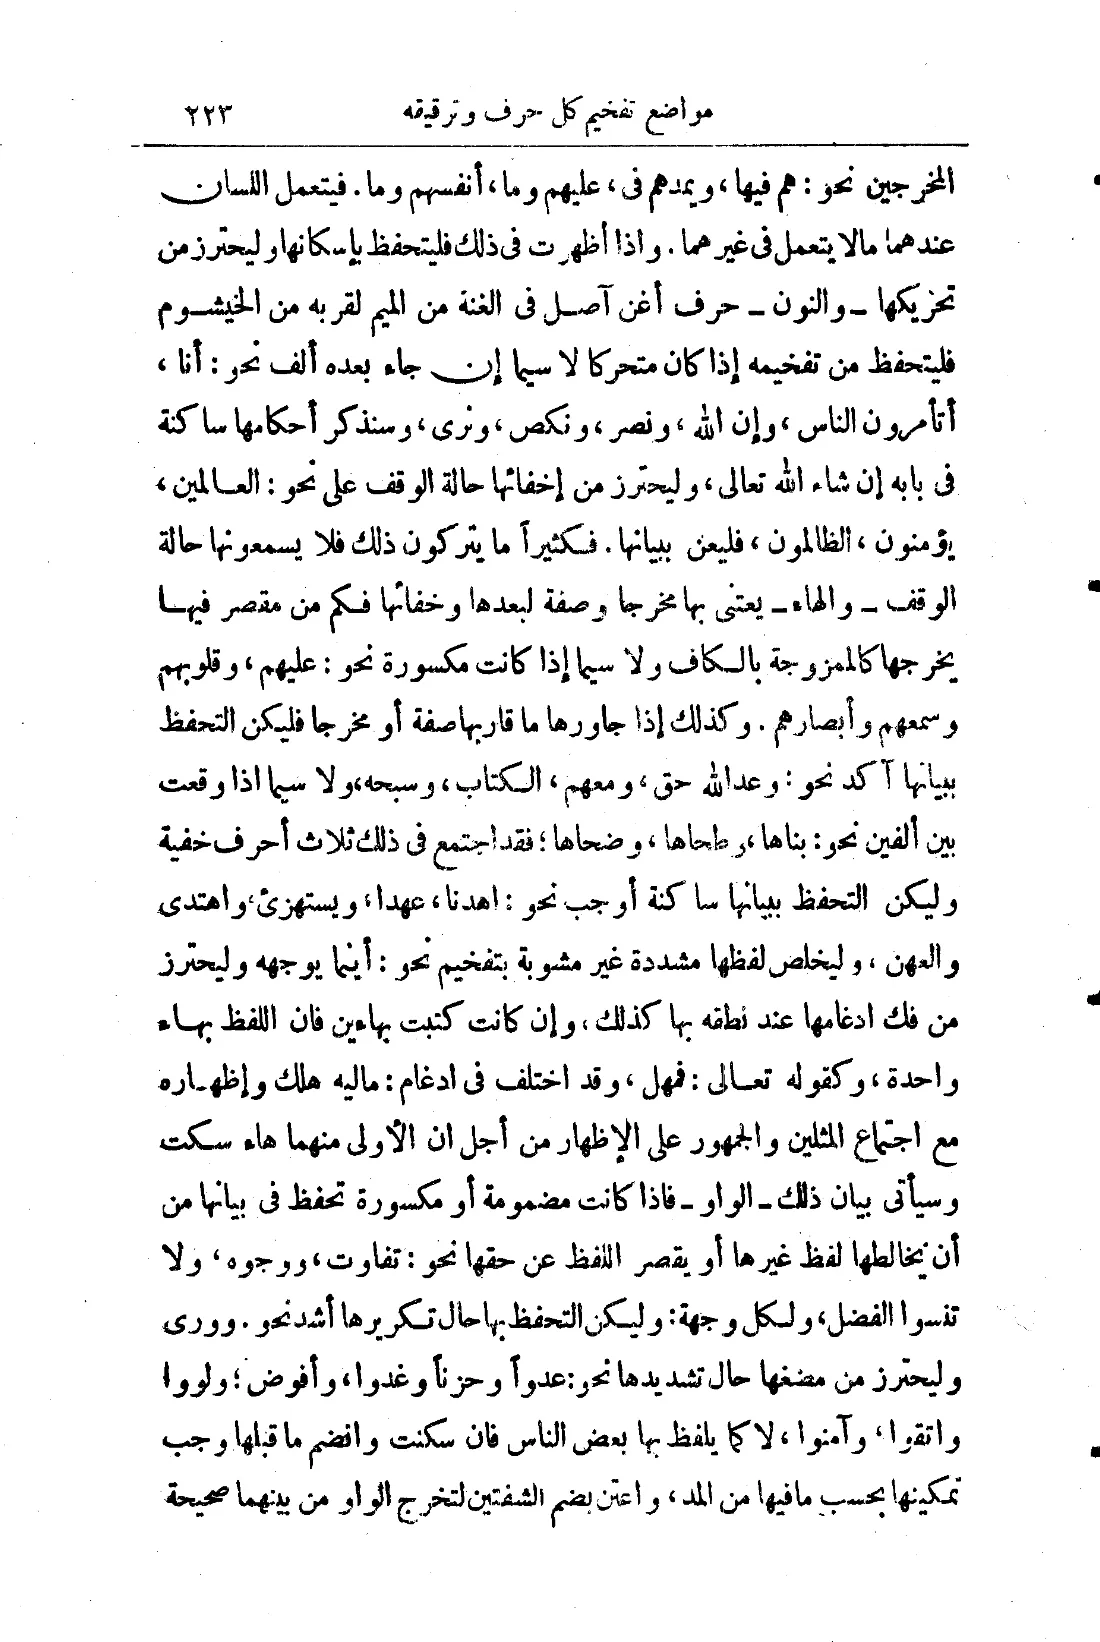 مواضع تفخيم كل حرف وترقيقه ٢٢٣
المخرجين نحو : هم فيها ، ويمدهم فى ، عليهم وما ، أنفسهم وما . فيتعمل اللسان
عندهما مالا يتعمل فى غيرهما . واذا أظهرت فى ذلك فليتحفظ بإسكانها وليحترز من
تحريكها ـ والنون ـ حرف أغن آصل فى الغنة من الميم لقربه من الخيشوم
فليتحفظ من تفخيمه إذا كان متحركا لا سيما إن جاء بعده ألف نحو : أنا ،
أتأمرون الناس ، وإن الله ، ونصر ، ونكص ، ونرى ، وسنذكر أحكامها ساكنة
فى بابه إن شاء الله تعالى ، وليحترز من إخفائها حالة الوقف على نحو : العالمين ،
يؤمنون ، الظالمون ، فليعن ببيانها . فكثيراً ما يتركون ذلك فلا يسمعونها حالة
الوقف ـ والهاء ـ يعتنى بها مخرجا وصفة لبعدها وخفائها فكم من مقصر فيها
يخرجها كالممزوجة بالكاف ولا سيما إذا كانت مكسورة نحو : عليهم ، وقلوبهم
وسمعهم وأبصارهم . وكذلك إذا جاورها ما قاربها صفة أو مخرجا فليكن التحفظ
ببيانها آكد نحو : وعد الله حق ، ومعهم ، الكتاب ، وسبحه ، ولا سيما اذا وقعت
بين ألفين نحو : بناها ، وطحاها ، وضحاها ؛ فقد اجتمع فى ذلك ثلاث أحرف خفية
وليكن التحفظ ببيانها ساكنة أوجب نحو : اهدنا ، عهدا ، ويستهزئ ، واهتدى
والعهن ، وليخلص لفظها مشددة غير مشوبة بتفخيم نحو : أينما يوجهه وليحترز
من فك ادغامها عند نطقه بها كذلك ، وإن كانت كتبت بهاءين فان اللفظ بهاء
واحدة ، وكقوله تعالى : فمهل ، وقد اختلف فى ادغام : ماليه هلك وإظهاره
مع اجتماع المثلين والجمهور على الإظهار من أجل ان الأولى منهما هاء سكت
وسيأتى بيان ذلك ـ الواو ـ فاذا كانت مضمومة أو مكسورة تحفظ فى بيانها من
أن يخالطها لفظ غيرها أو يقصر اللفظ عن حقها نحو : تفاوت ، ووجوه ، ولا
تنسوا الفضل ، ولكل وجهة : وليكن التحفظ بها حال تكريرها أشد نحو . وورى
وليحترز من مضغها حال تشديدها نحو : عدواً وحزناً وغدوا ، وأفوض ؛ ولووا
واتقوا ، وآمنوا ، لا كما يلفظ بها بعض الناس فان سكنت وانضم ما قبلها وجب
تمكينها بحسب ما فيها من المد ، واعتن بضم الشفتين لتخرج الواو من بينهما صحيحة